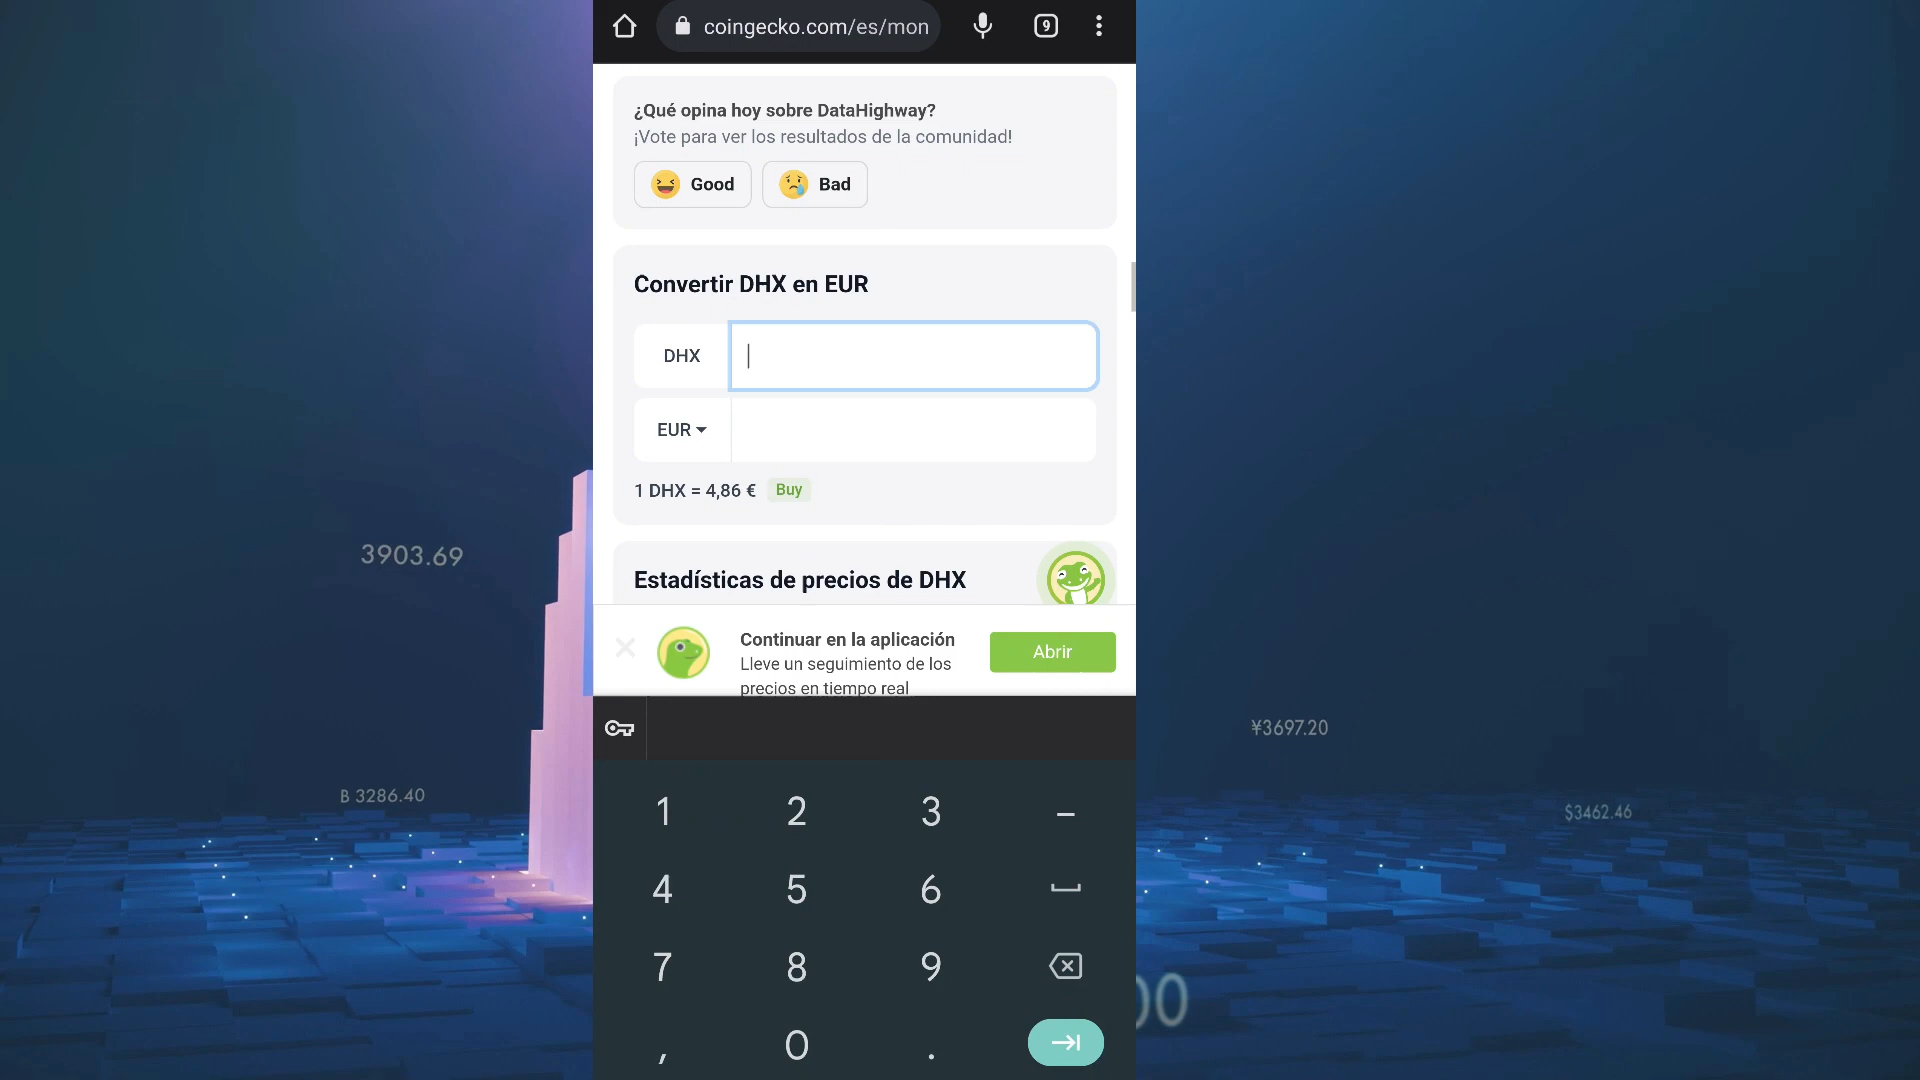 coingecko.com/es/mon
9
¿Qué opina hoy sobre DataHighway?
¡Vote para ver los resultados de la comunidad!
Good
Bad
Convertir DHX en EUR
DHX
EUR
1 DHX = 4,86 €
Buy
Estadísticas de precios de DHX
Continuar en la aplicación
Lleve un seguimiento de los
precios en tiempo real
Abrir
1 2 3 –
4 5 6
7 8 9
, 0 .
3903.69
B 3286.40
¥3697.20
$3462.46
00